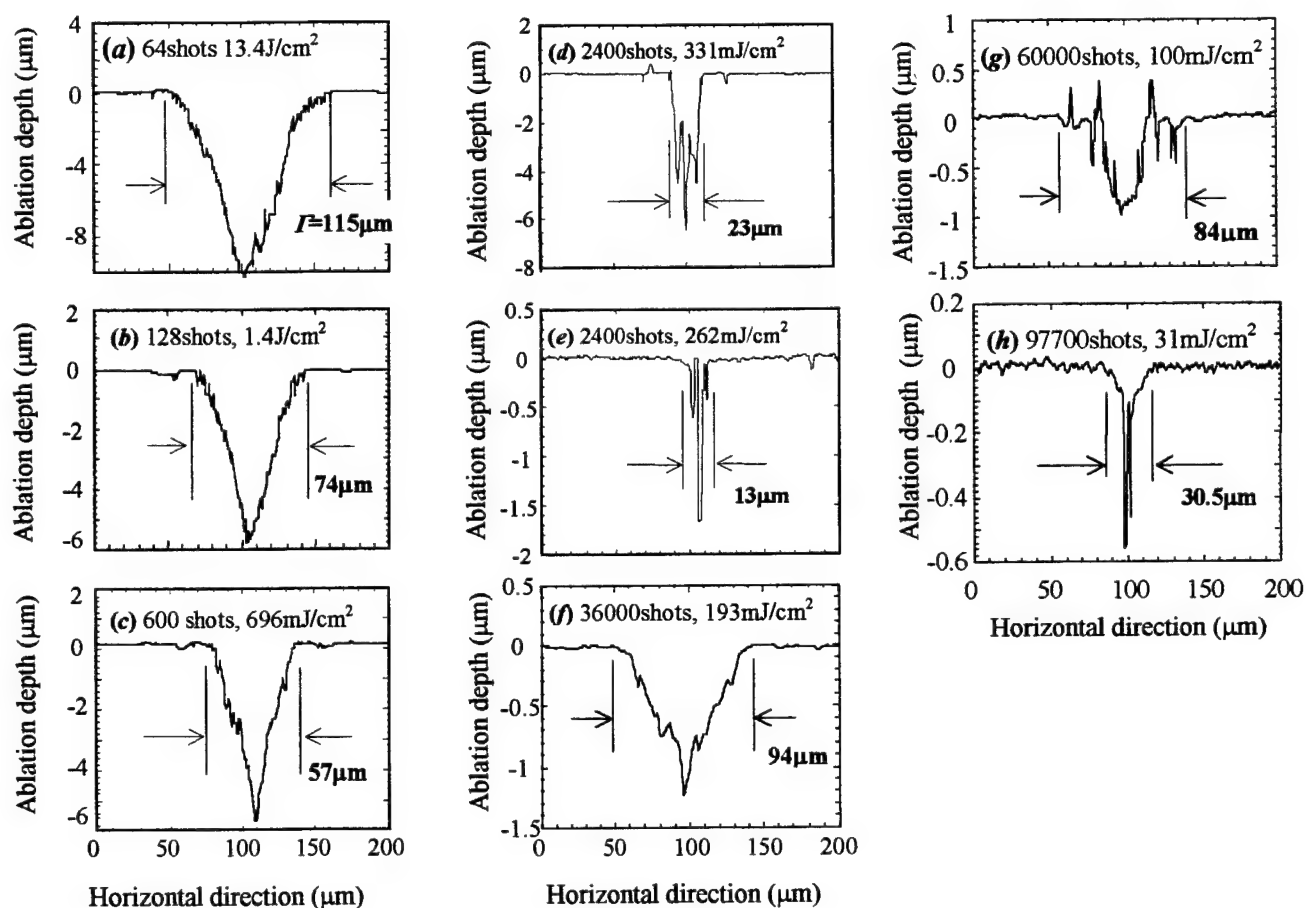 Ablation depth (μm)
4
2
0
-2
-4
-6
-8
(a) 64shots 13.4J/cm²
Γ=115μm
Ablation depth (μm)
2
0
-2
-4
-6
(b) 128shots, 1.4J/cm²
74μm
Ablation depth (μm)
2
0
-2
-4
-6
(c) 600 shots, 696mJ/cm²
57μm
0 50 100 150 200
Horizontal direction (μm)
Ablation depth (μm)
2
0
-2
-4
-6
-8
(d) 2400shots, 331mJ/cm²
23μm
Ablation depth (μm)
0.5
0
-0.5
-1
-1.5
-2
(e) 2400shots, 262mJ/cm²
13μm
Ablation depth (μm)
0.5
0
-0.5
-1
-1.5
(f) 36000shots, 193mJ/cm²
94μm
0 50 100 150 200
Horizontal direction (μm)
Ablation depth (μm)
1
0.5
0
-0.5
-1
-1.5
(g) 60000shots, 100mJ/cm²
84μm
Ablation depth (μm)
0.2
0
-0.2
-0.4
-0.6
(h) 97700shots, 31mJ/cm²
30.5μm
0 50 100 150 200
Horizontal direction (μm)